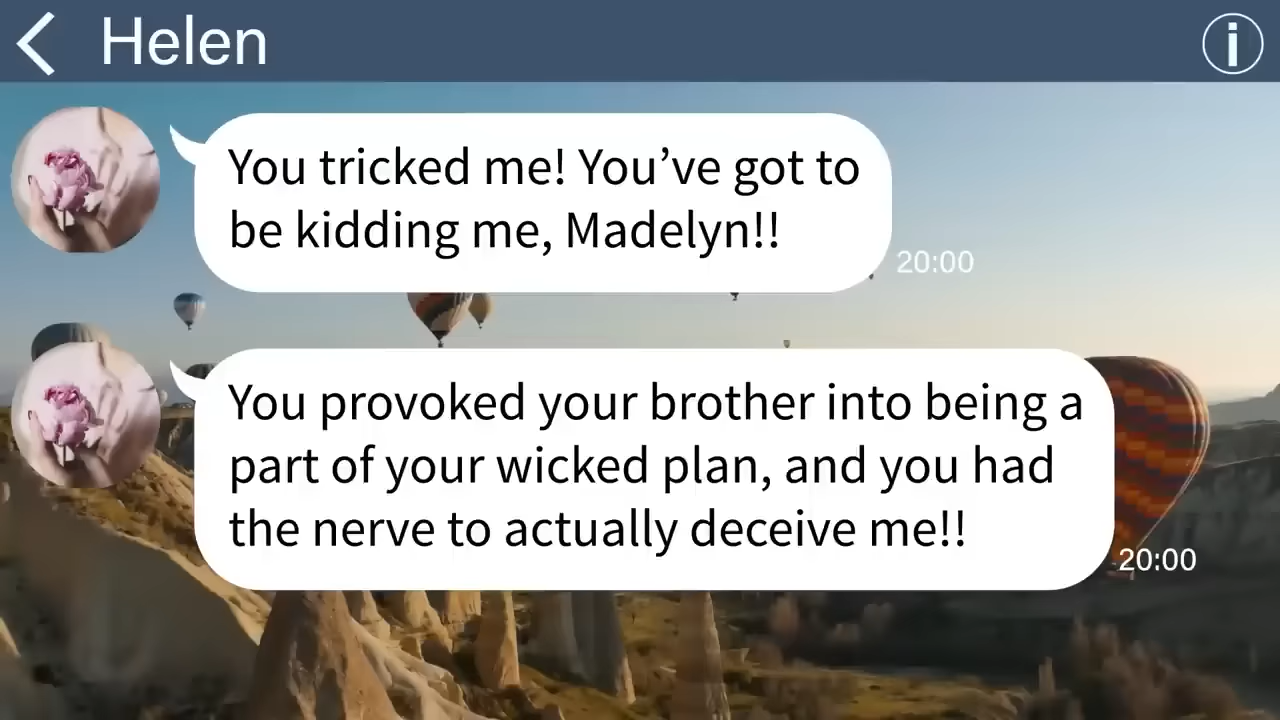 Helen
You tricked me! You’ve got to
be kidding me, Madelyn!!
20:00
You provoked your brother into being a
part of your wicked plan, and you had
the nerve to actually deceive me!!
20:00